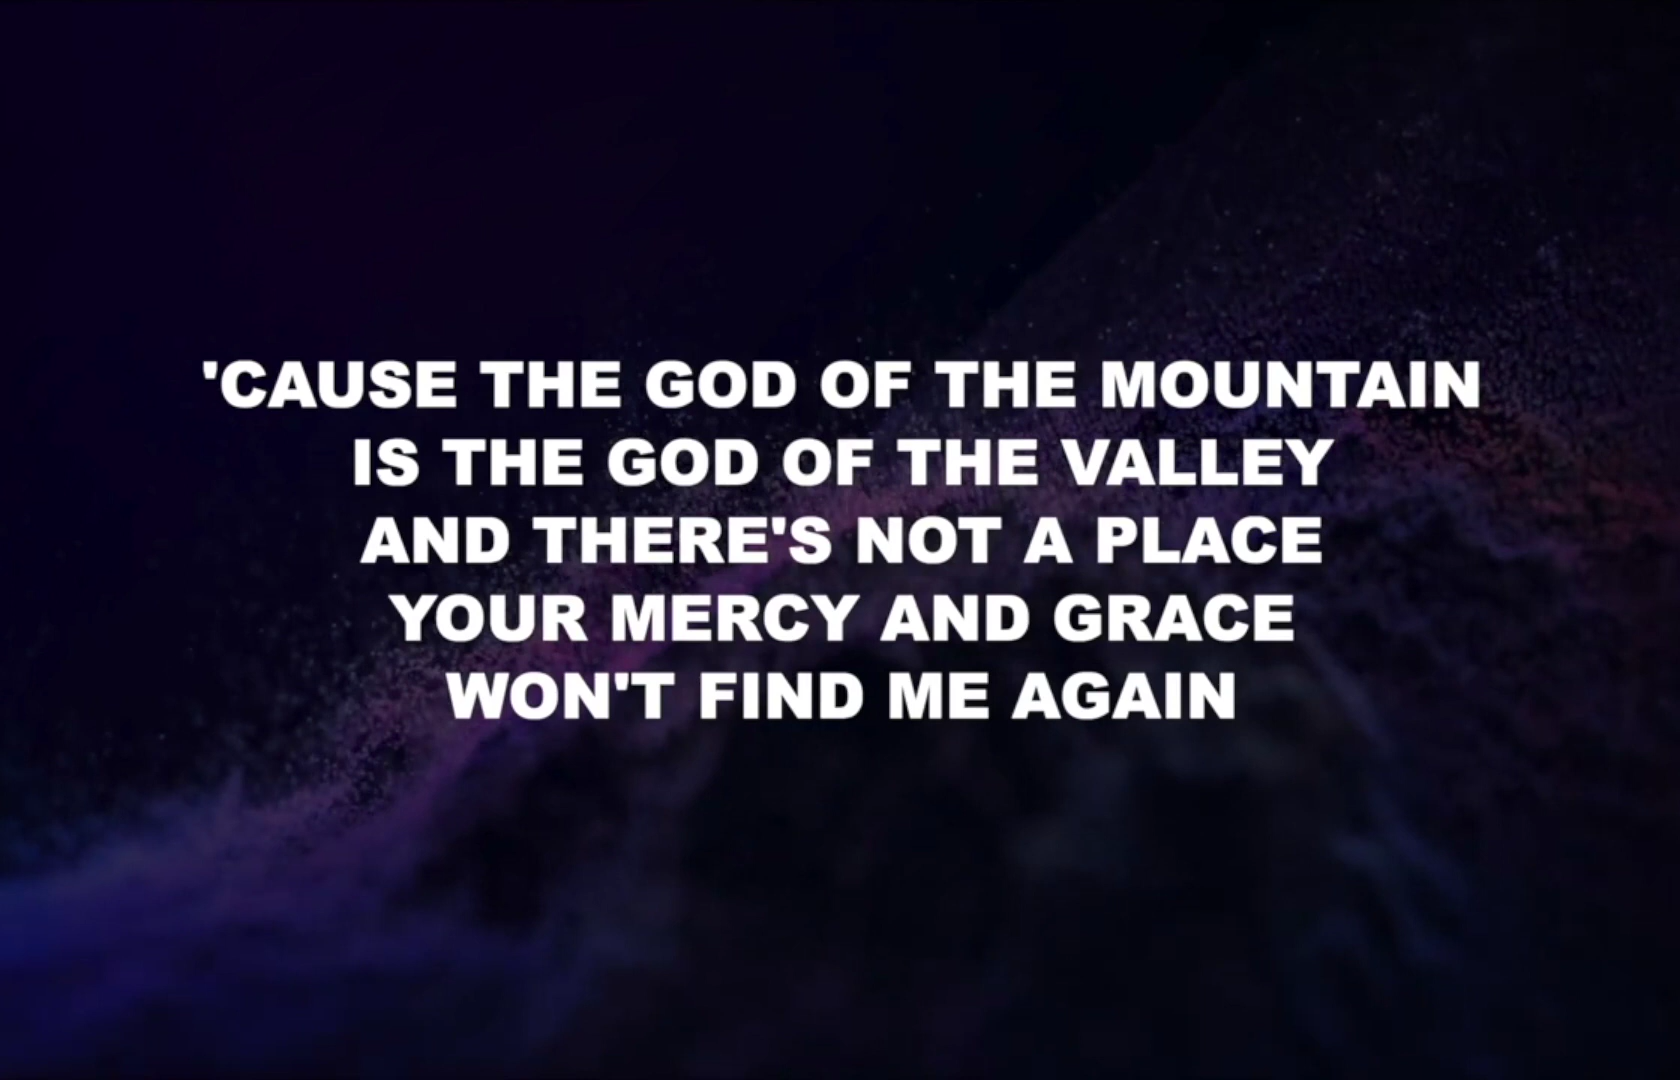 'CAUSE THE GOD OF THE MOUNTAIN
IS THE GOD OF THE VALLEY
AND THERE'S NOT A PLACE
YOUR MERCY AND GRACE
WON'T FIND ME AGAIN